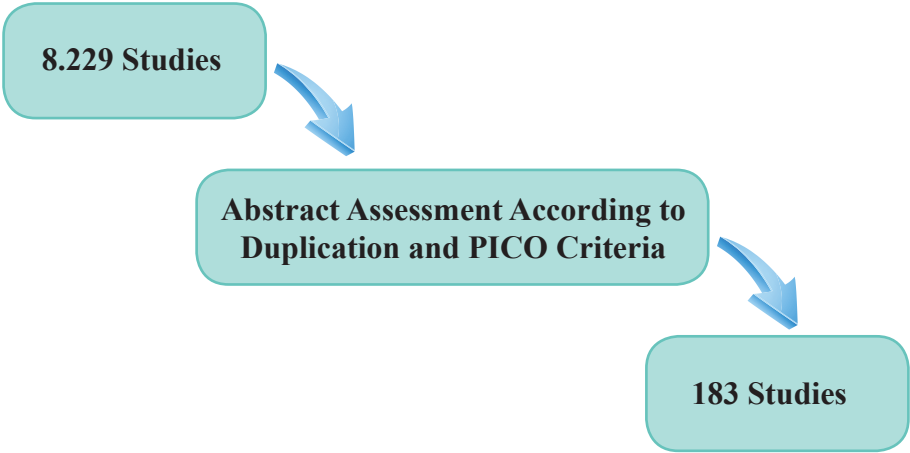 8.229 Studies
Abstract Assessment According to
Duplication and PICO Criteria
183 Studies